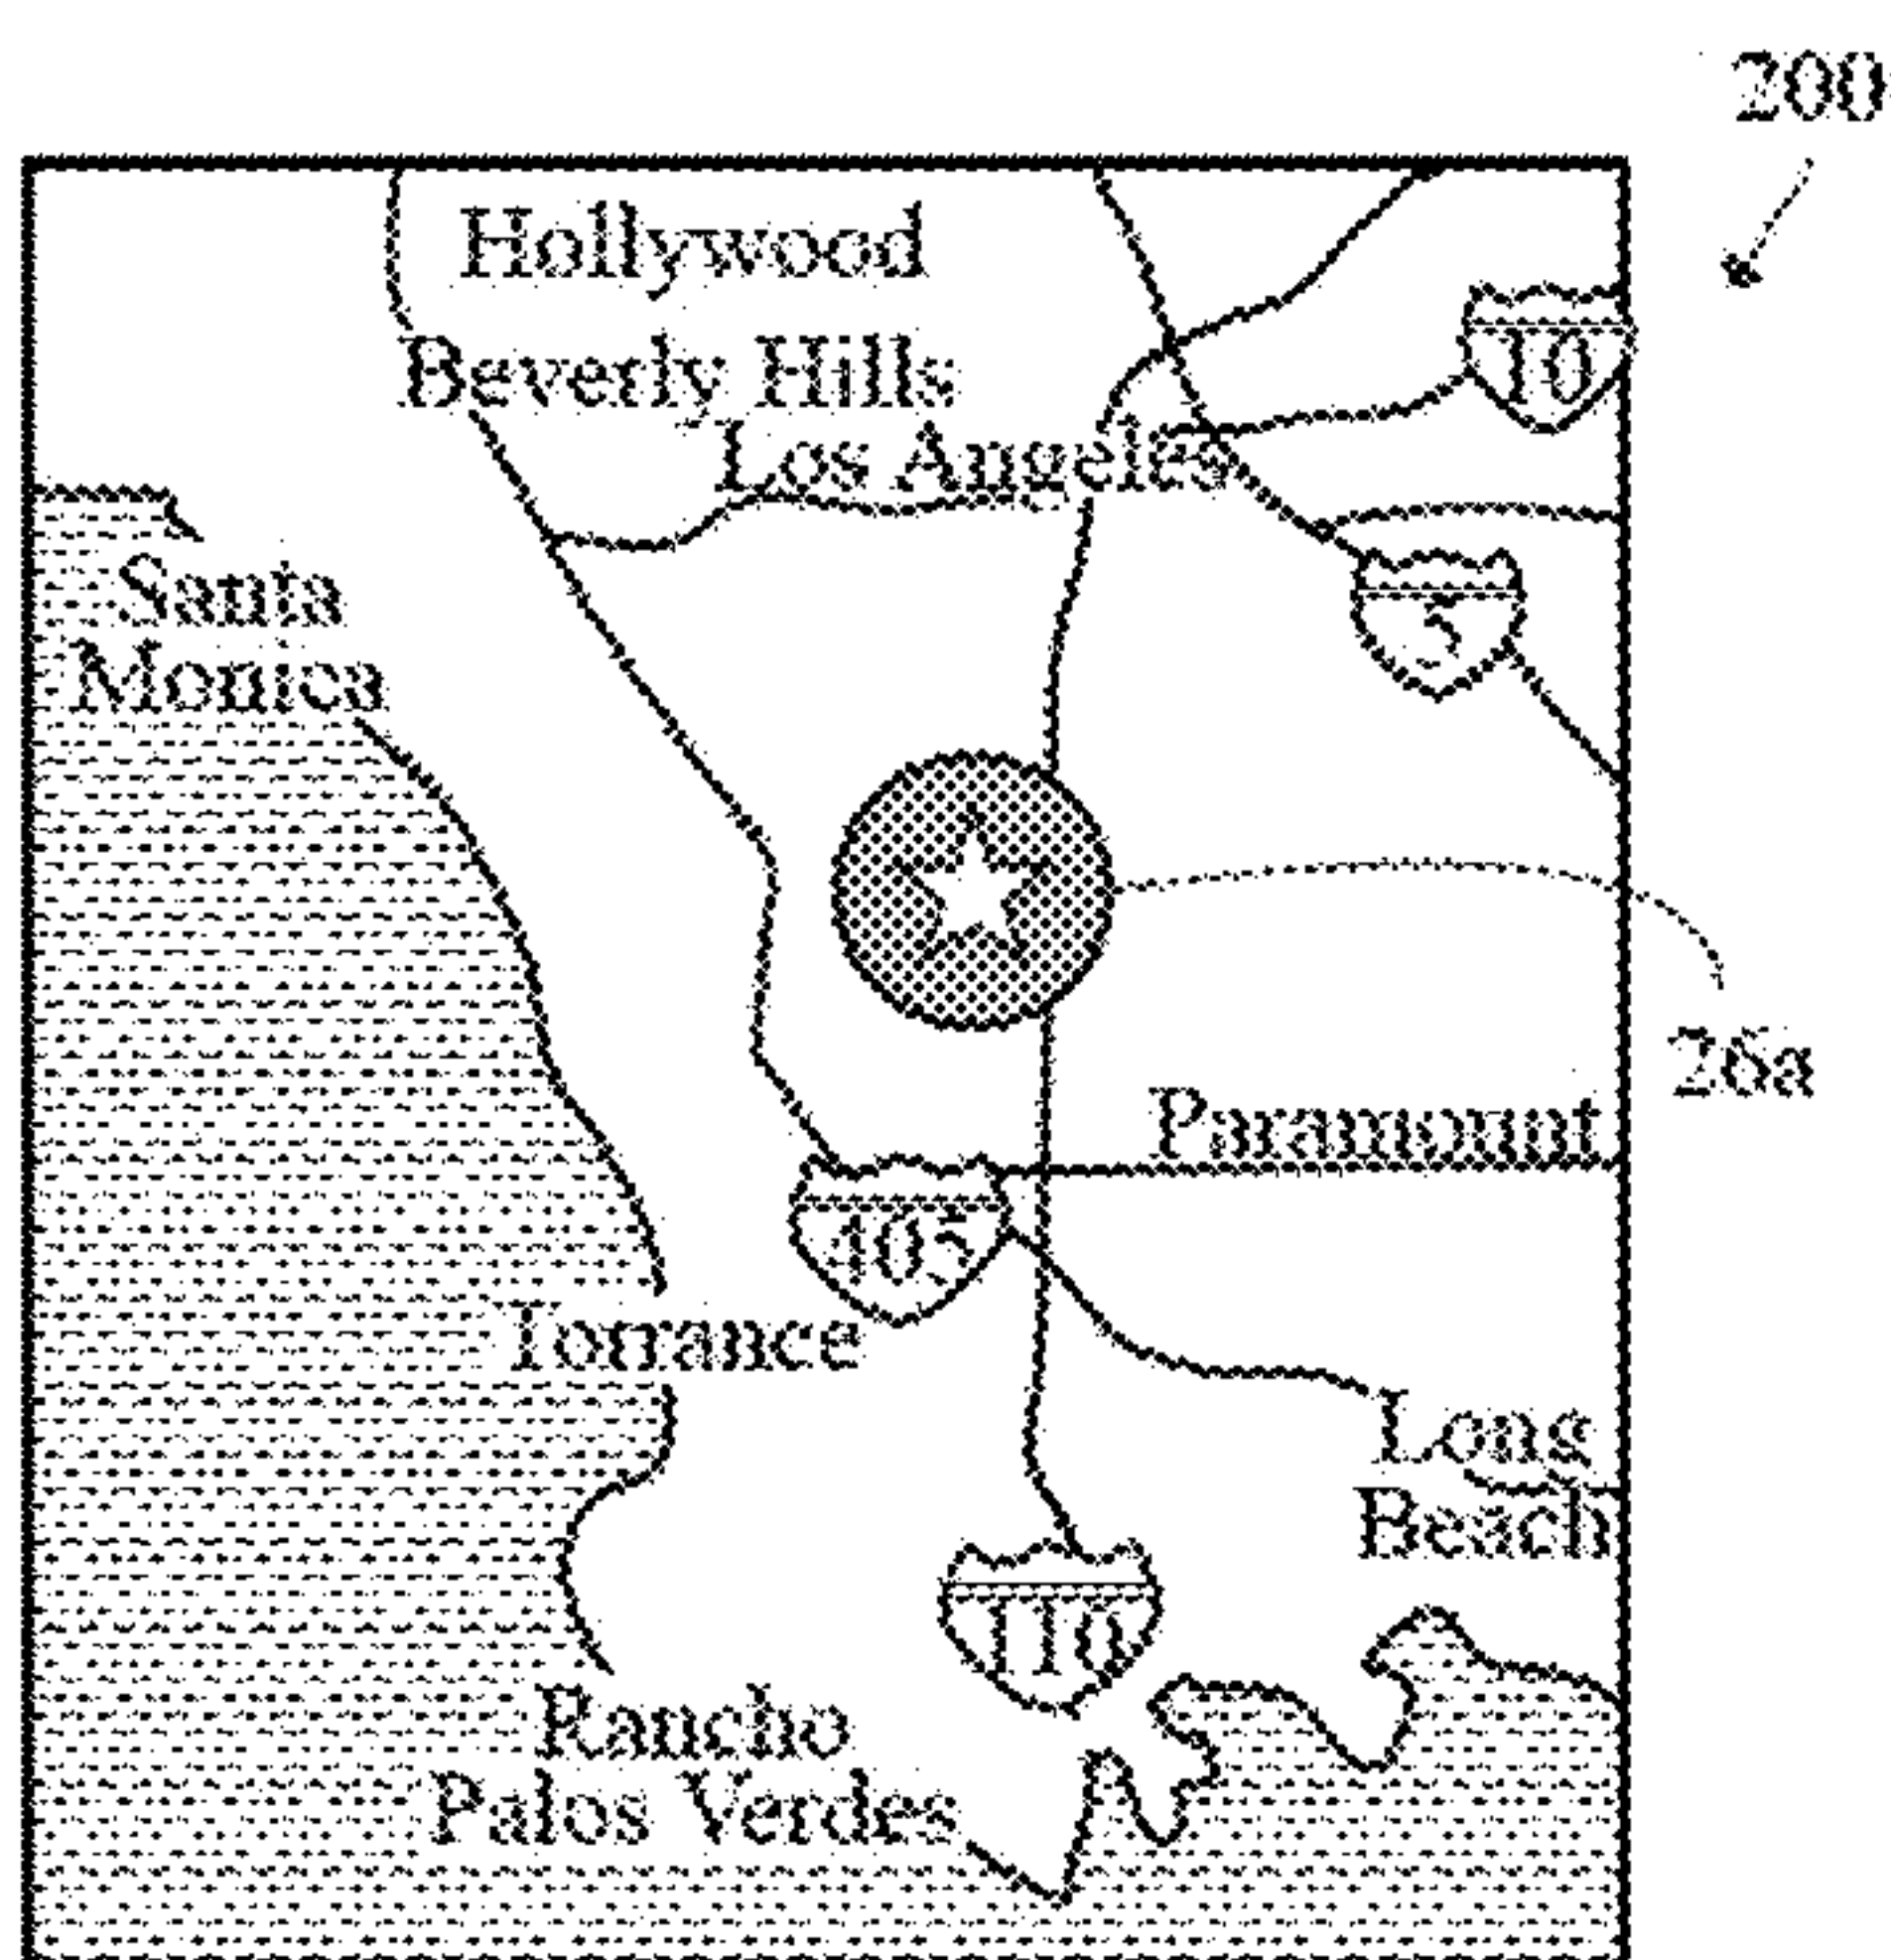 200
Hollywood
10
Beverly Hills
Los Angeles
Santa
Monica
5
26a
Paramount
405
Torrance
Long
Beach
110
Rancho
Palos Verdes